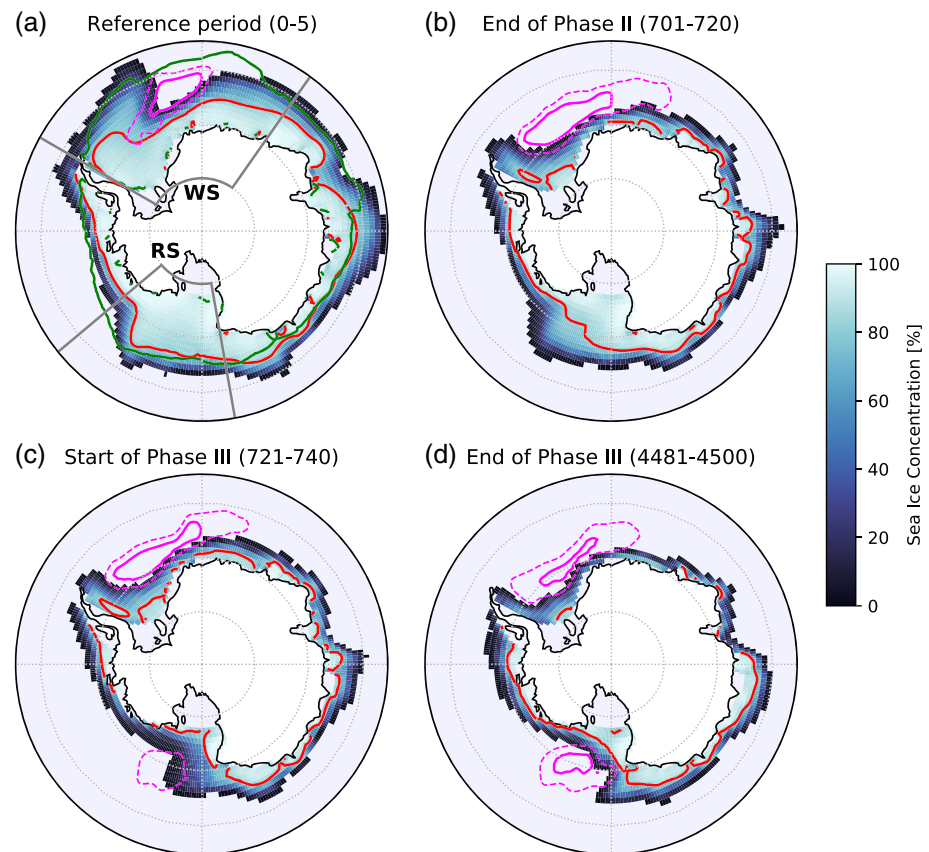 (a) Reference period (0-5)
(b) End of Phase II (701-720)
WS
RS
(c) Start of Phase III (721-740)
(d) End of Phase III (4481-4500)
100
80
60
40
20
0
Sea Ice Concentration [%]